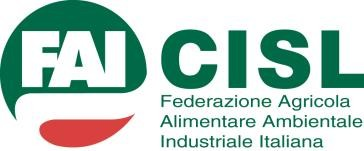 FAI CISL
Federazione Agricola
Alimentare Ambientale
Industriale Italiana